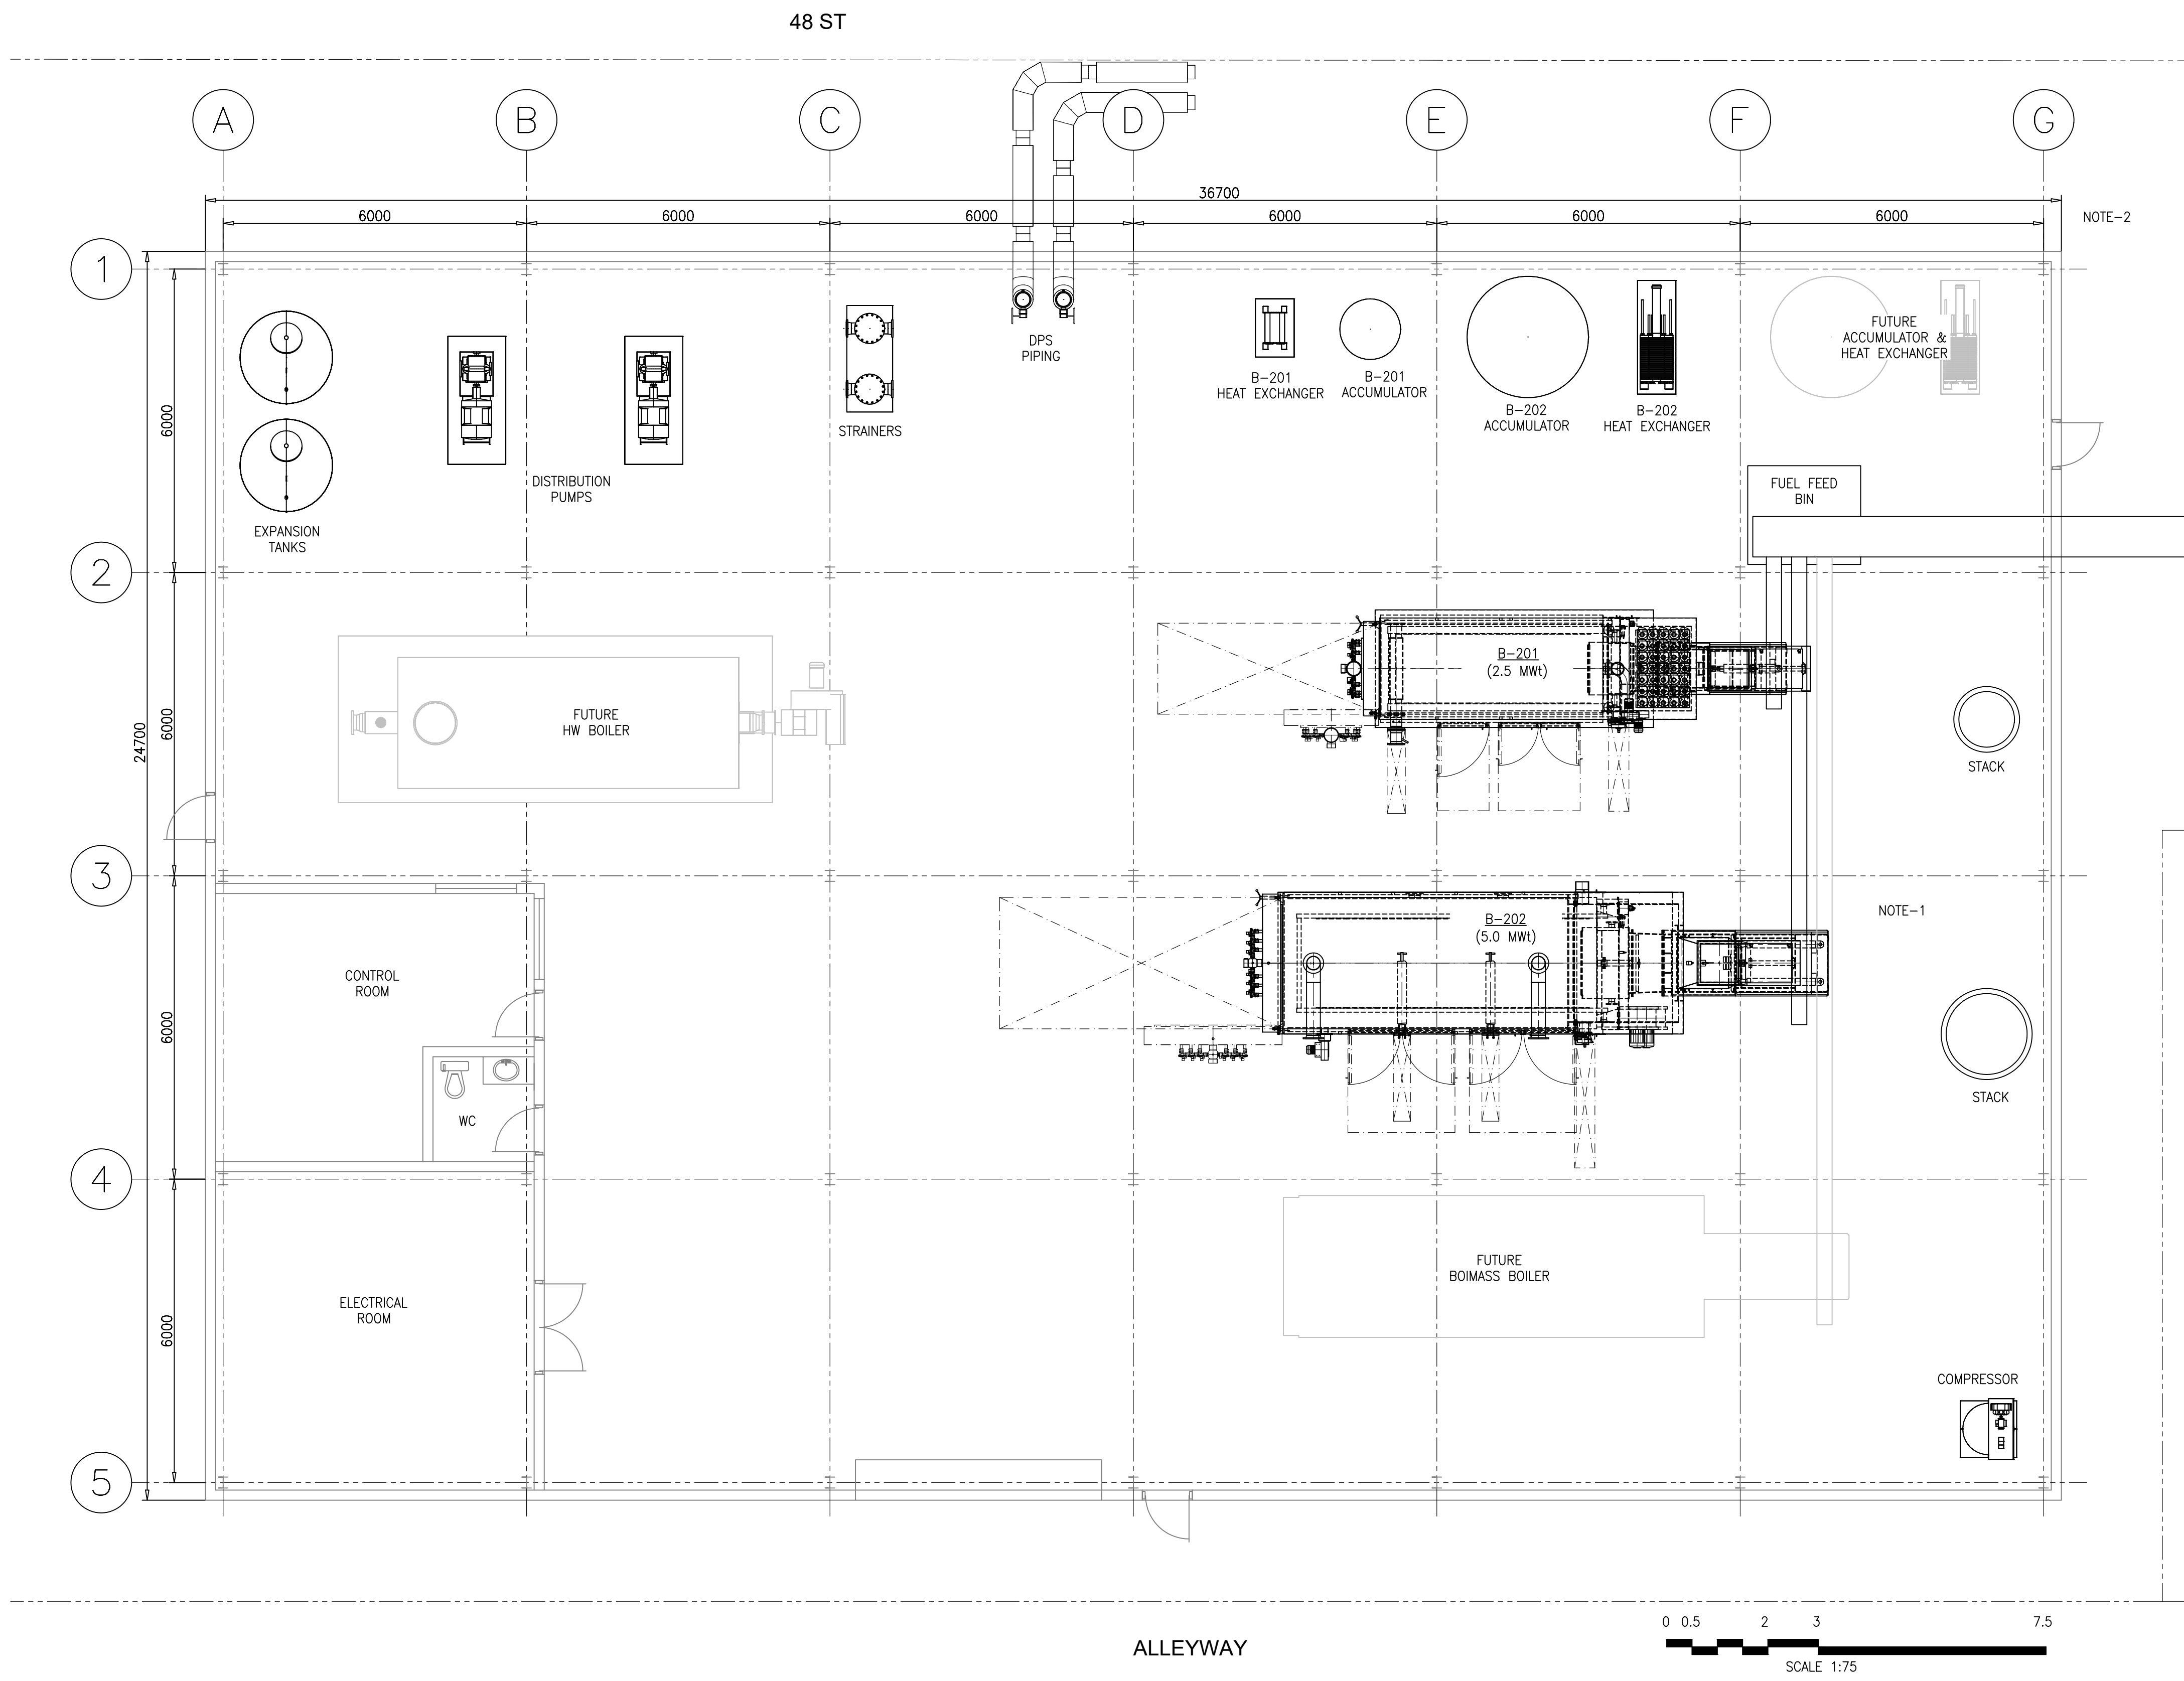 48 ST
A B C D E F G
36700
6000 6000 6000 6000 6000 6000
NOTE-2
1
2
3
4
5
24700
6000
6000
6000
6000
EXPANSION
TANKS
DISTRIBUTION
PUMPS
STRAINERS
DPS
PIPING
B-201
HEAT EXCHANGER
B-201
ACCUMULATOR
B-202
ACCUMULATOR
B-202
HEAT EXCHANGER
FUTURE
ACCUMULATOR &
HEAT EXCHANGER
FUEL FEED
BIN
FUTURE
HW BOILER
B-201
(2.5 MWt)
STACK
CONTROL
ROOM
WC
B-202
(5.0 MWt)
NOTE-1
STACK
ELECTRICAL
ROOM
FUTURE
BOIMASS BOILER
COMPRESSOR
ALLEYWAY
0 0.5 2 3 7.5
SCALE 1:75